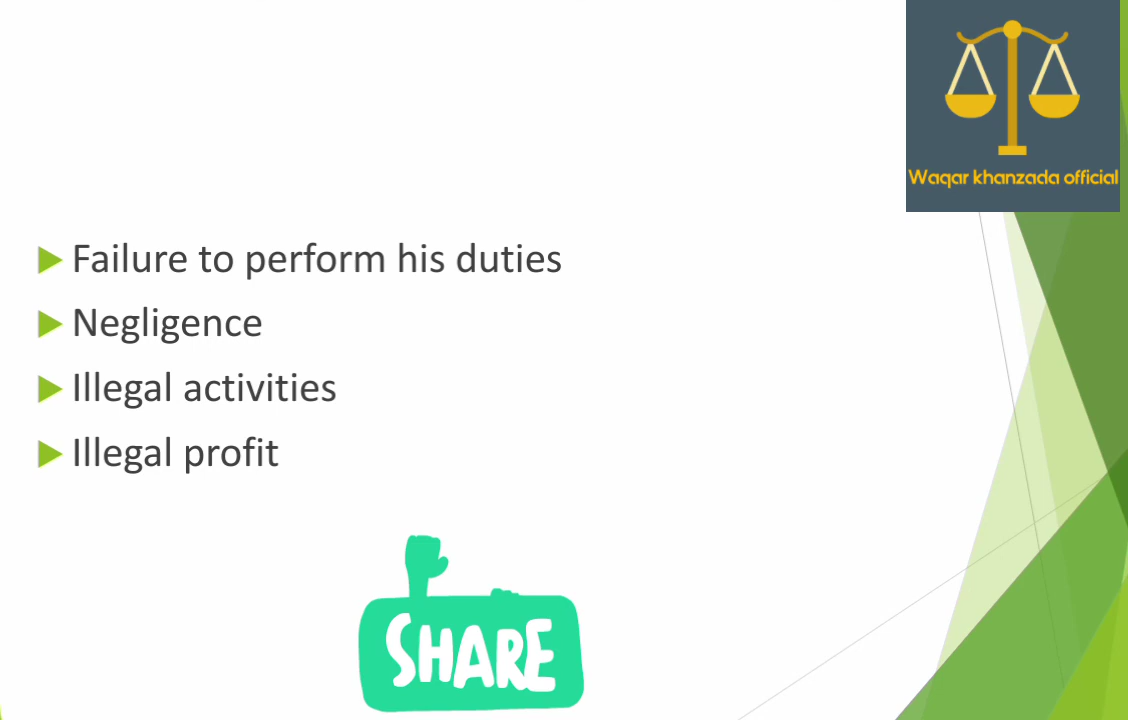 Waqar khanzada official
Failure to perform his duties
Negligence
Illegal activities
Illegal profit
SHARE